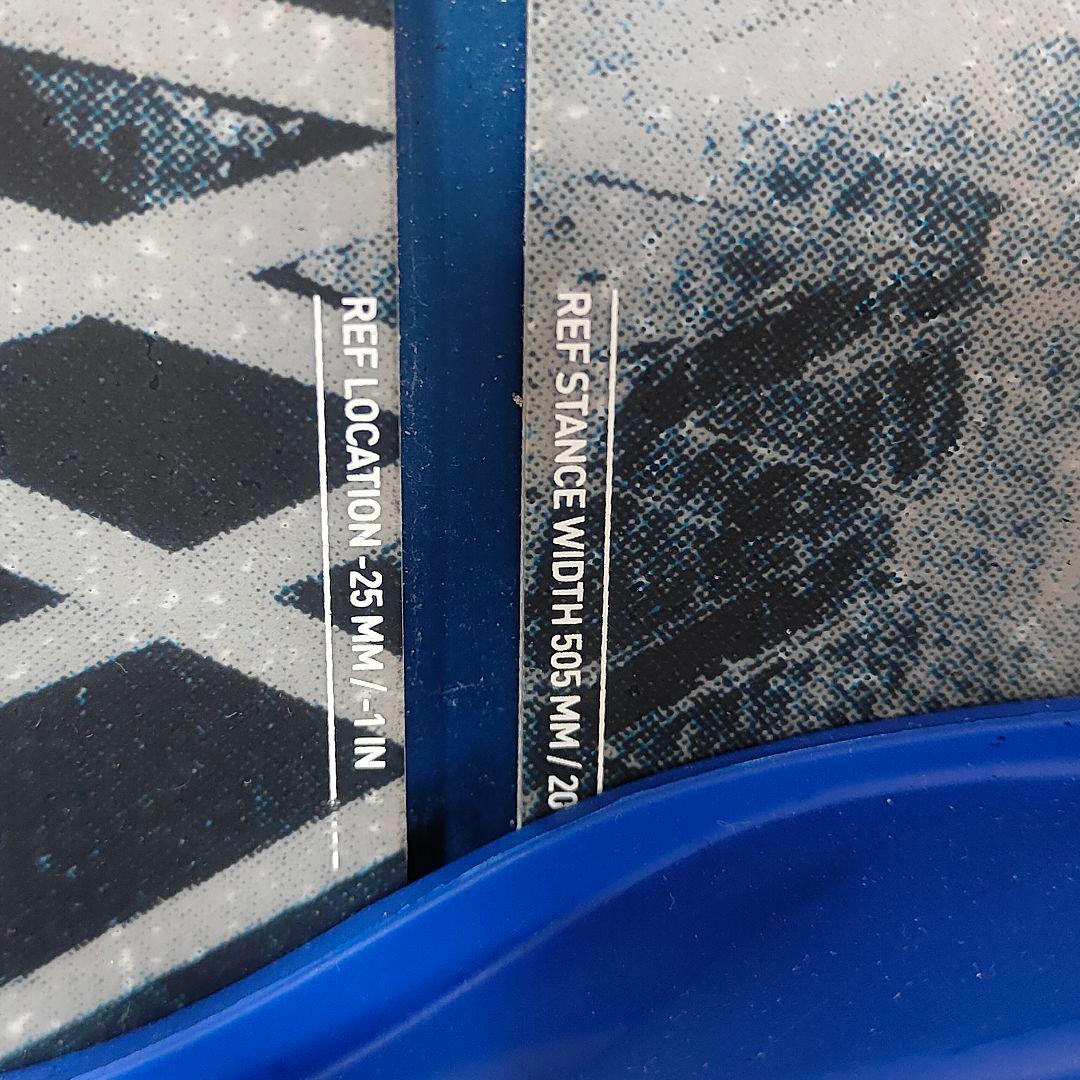 REF STANCE WIDTH 505 MM / 20
REF LOCATION -25 MM / -1 IN